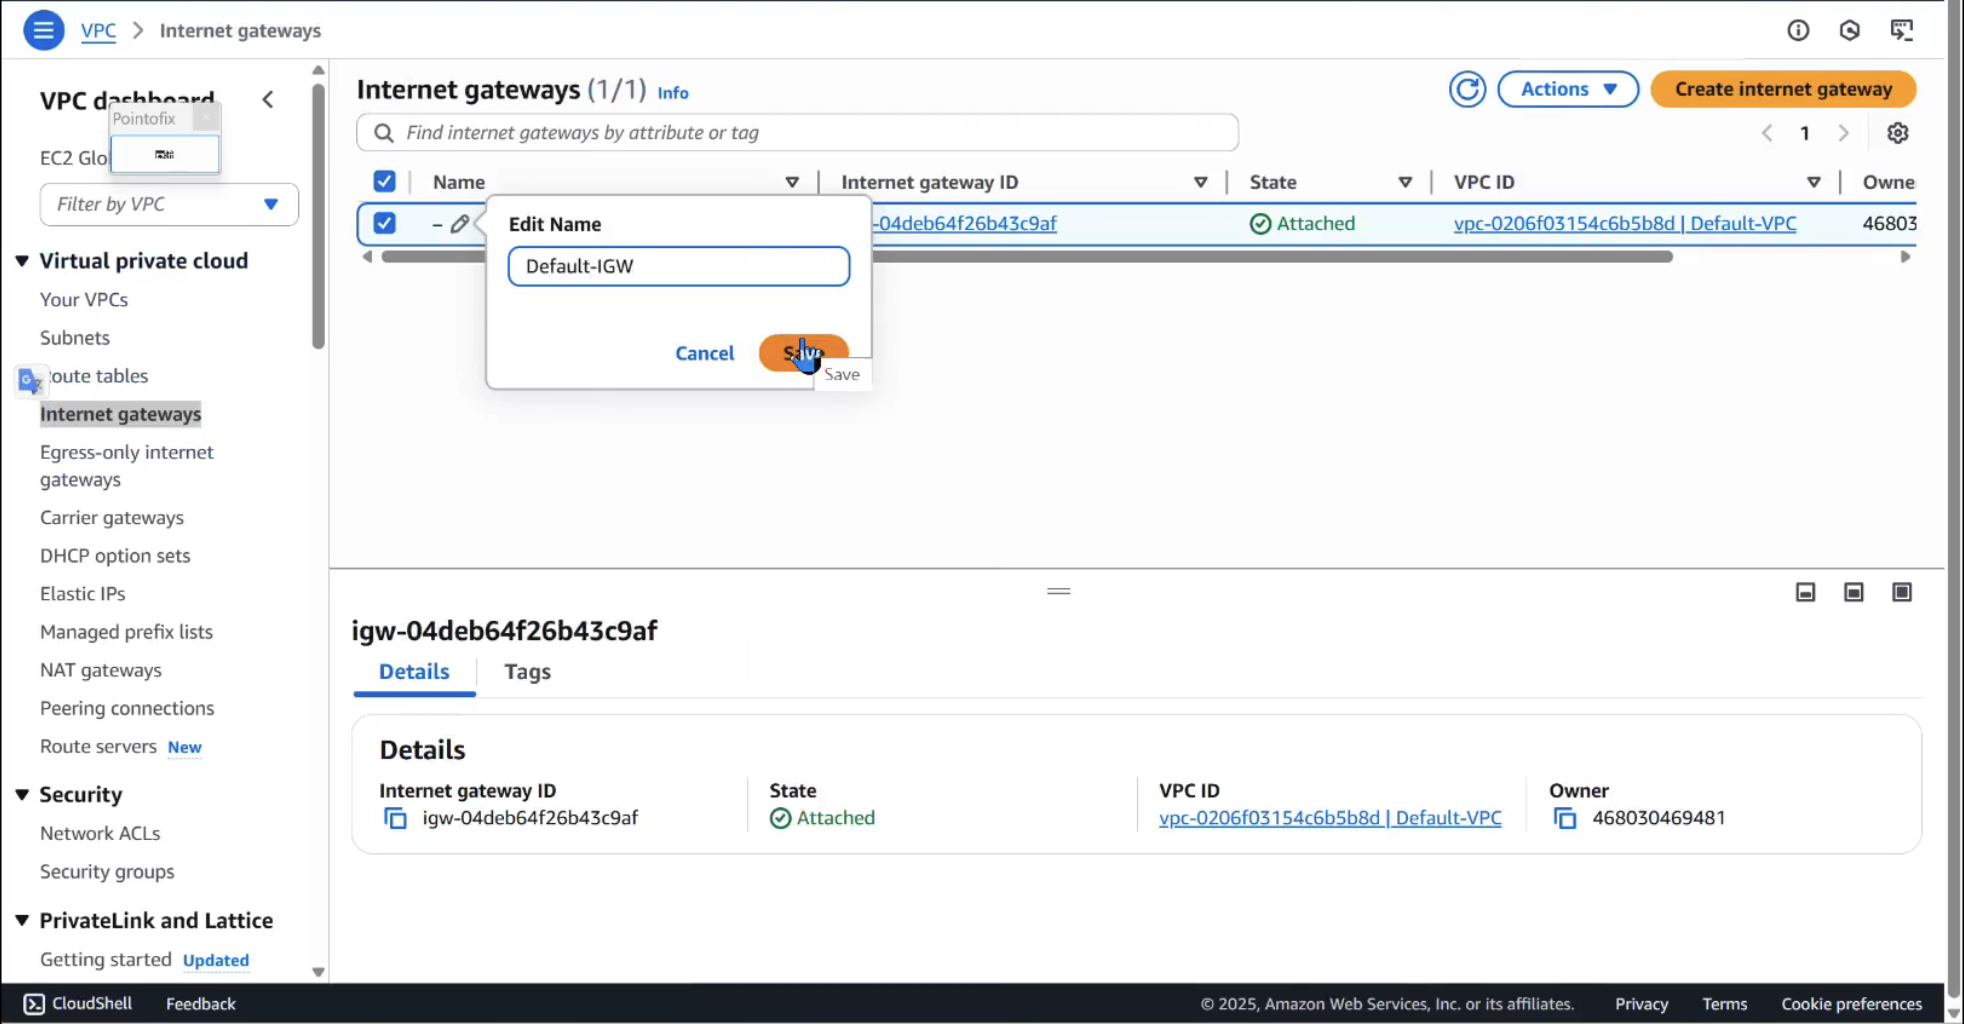 VPC > Internet gateways
VPC dashboard
Pointofix
EC2 Glo
Filter by VPC
Virtual private cloud
Your VPCs
Subnets
oute tables
Internet gateways
Egress-only internet
gateways
Carrier gateways
DHCP option sets
Elastic IPs
Managed prefix lists
NAT gateways
Peering connections
Route servers New
Security
Network ACLs
Security groups
PrivateLink and Lattice
Getting started Updated
Internet gateways (1/1) Info
Actions
Create internet gateway
Find internet gateways by attribute or tag
1
Name Internet gateway ID State VPC ID Owne
– -04deb64f26b43c9af Attached vpc-0206f03154c6b5b8d | Default-VPC 46803
Edit Name
Default-IGW
Cancel Save
Save
igw-04deb64f26b43c9af
Details Tags
Details
Internet gateway ID State VPC ID Owner
igw-04deb64f26b43c9af Attached vpc-0206f03154c6b5b8d | Default-VPC 468030469481
CloudShell Feedback © 2025, Amazon Web Services, Inc. or its affiliates. Privacy Terms Cookie preferences